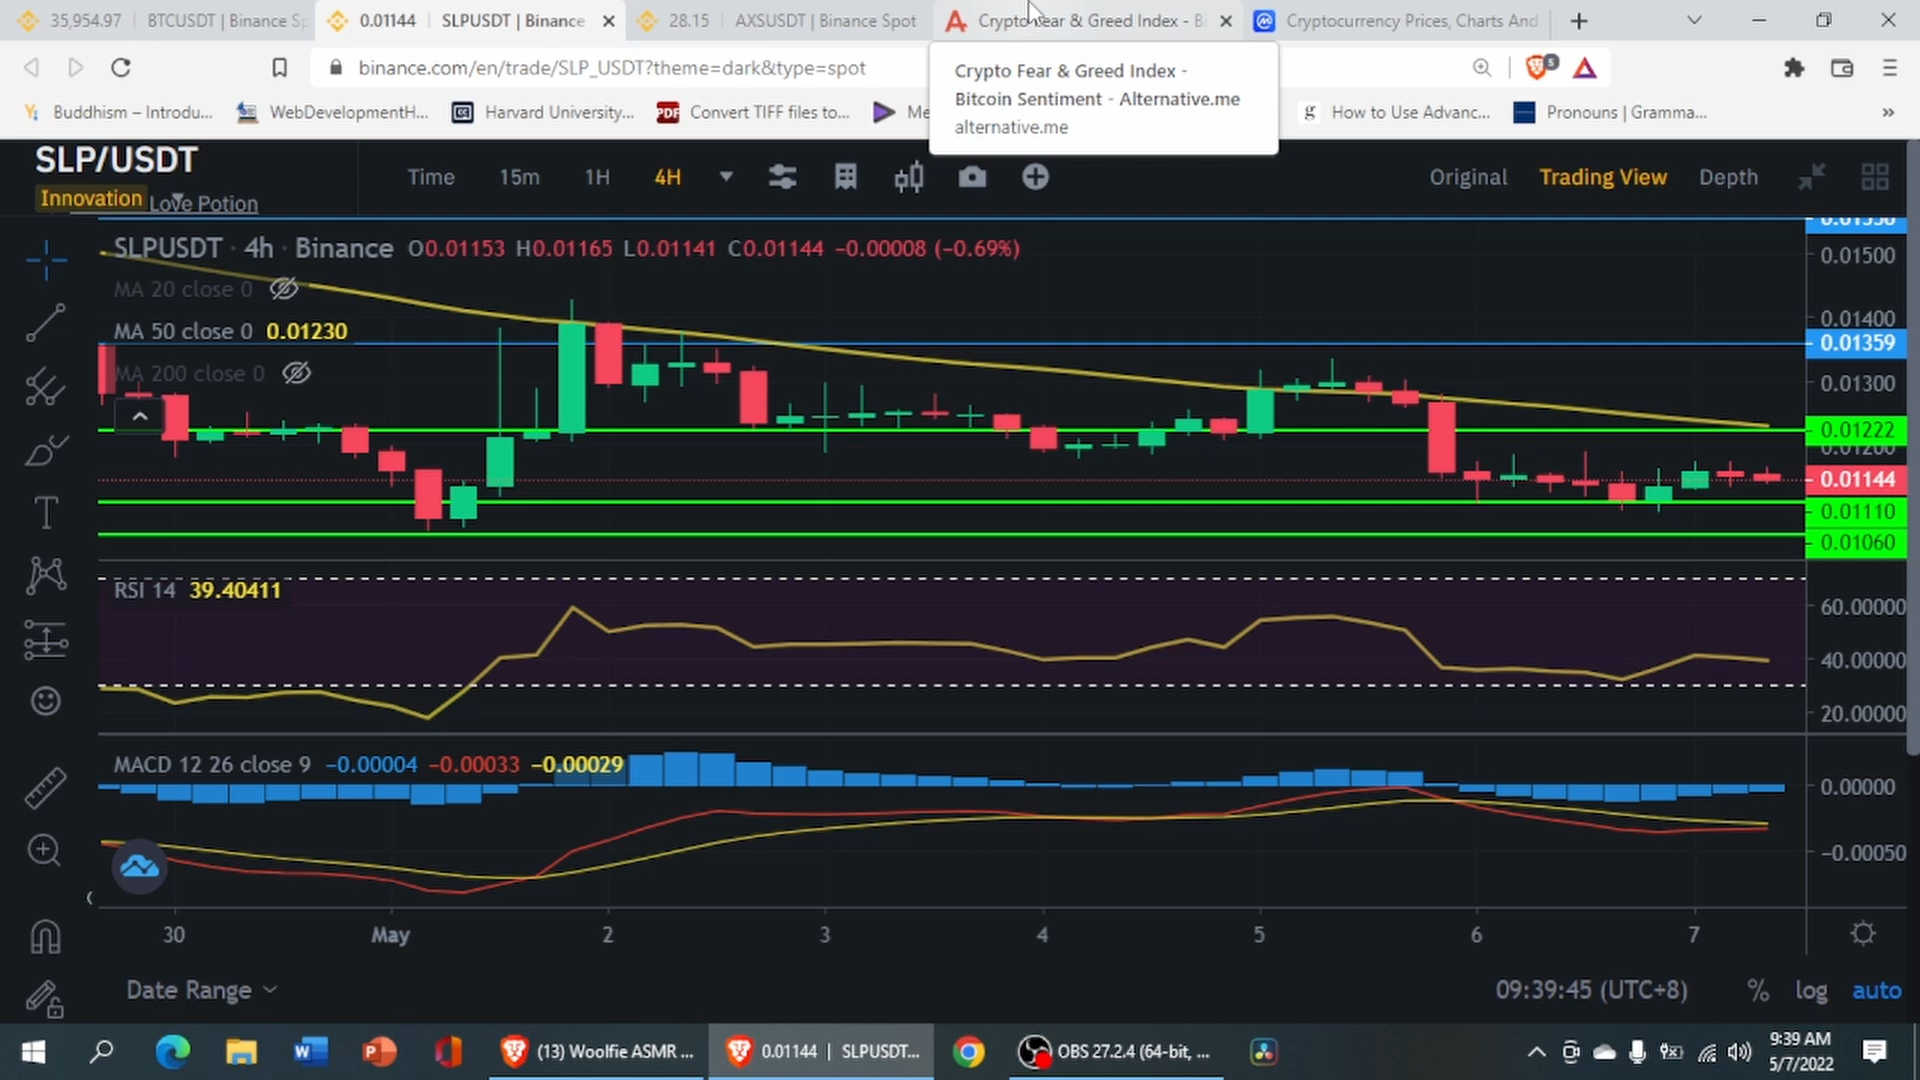 35,954.97 | BTCUSDT | Binance Sp
0.01144 | SLPUSDT | Binance
28.15 AXSUSDT | Binance Spot
Crypto Fear & Greed Index - Bi
Cryptocurrency Prices, Charts And
binance.com/en/trade/SLP_USDT?theme=dark&type=spot
5
Crypto Fear & Greed Index -
Bitcoin Sentiment - Alternative.me
alternative.me
Buddhism – Introdu...
WebDevelopmentH...
Harvard University...
Convert TIFF files to...
Me
How to Use Advanc...
Pronouns | Gramma...
SLP/USDT
Innovation
Love Potion
Time 15m 1H 4H
Original Trading View Depth
SLPUSDT · 4h · Binance O0.01153 H0.01165 L0.01141 C0.01144 −0.00008 (−0.69%)
MA 20 close 0
MA 50 close 0 0.01230
MA 200 close 0
0.01500
0.01400
0.01359
0.01300
0.01222
0.01200
0.01144
0.01110
0.01060
RSI 14 39.40411
60.00000
40.00000
20.00000
MACD 12 26 close 9 −0.00004 −0.00033 −0.00029
0.00000
−0.00050
30 May 2 3 4 5 6 7
Date Range
09:39:45 (UTC+8) % log auto
(13) Woolfie ASMR ...
0.01144 | SLPUSDT...
OBS 27.2.4 (64-bit, ...
9:39 AM
5/7/2022